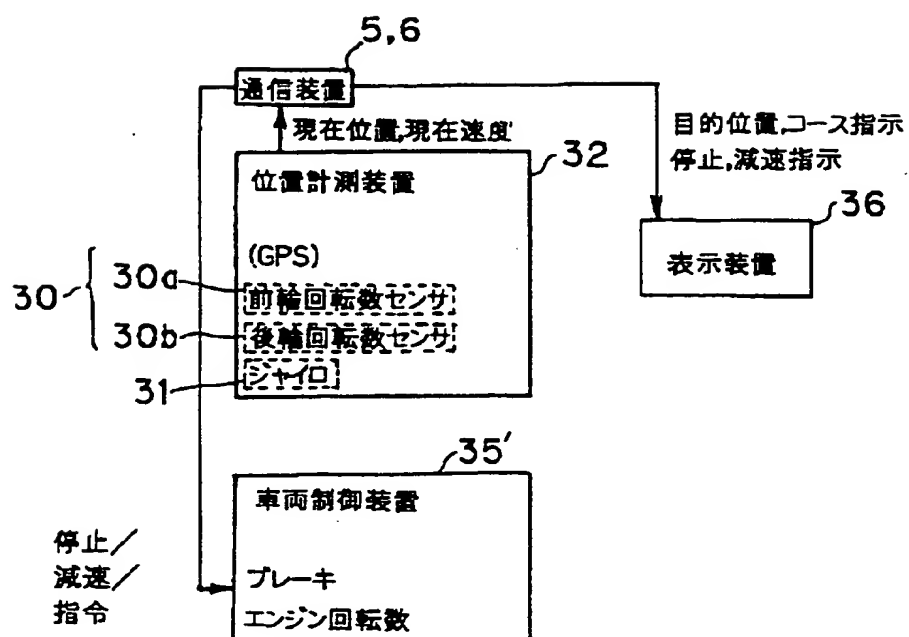 5,6
通信装置
現在位置,現在速度
目的位置,コース指示
停止,減速指示
32
位置計測装置
36
表示装置
(GPS)
30
30a
前輪回転数センサ
30b
後輪回転数センサ
31
ジャイロ
35'
車両制御装置
停止/
減速/
指令
ブレーキ
エンジン回転数